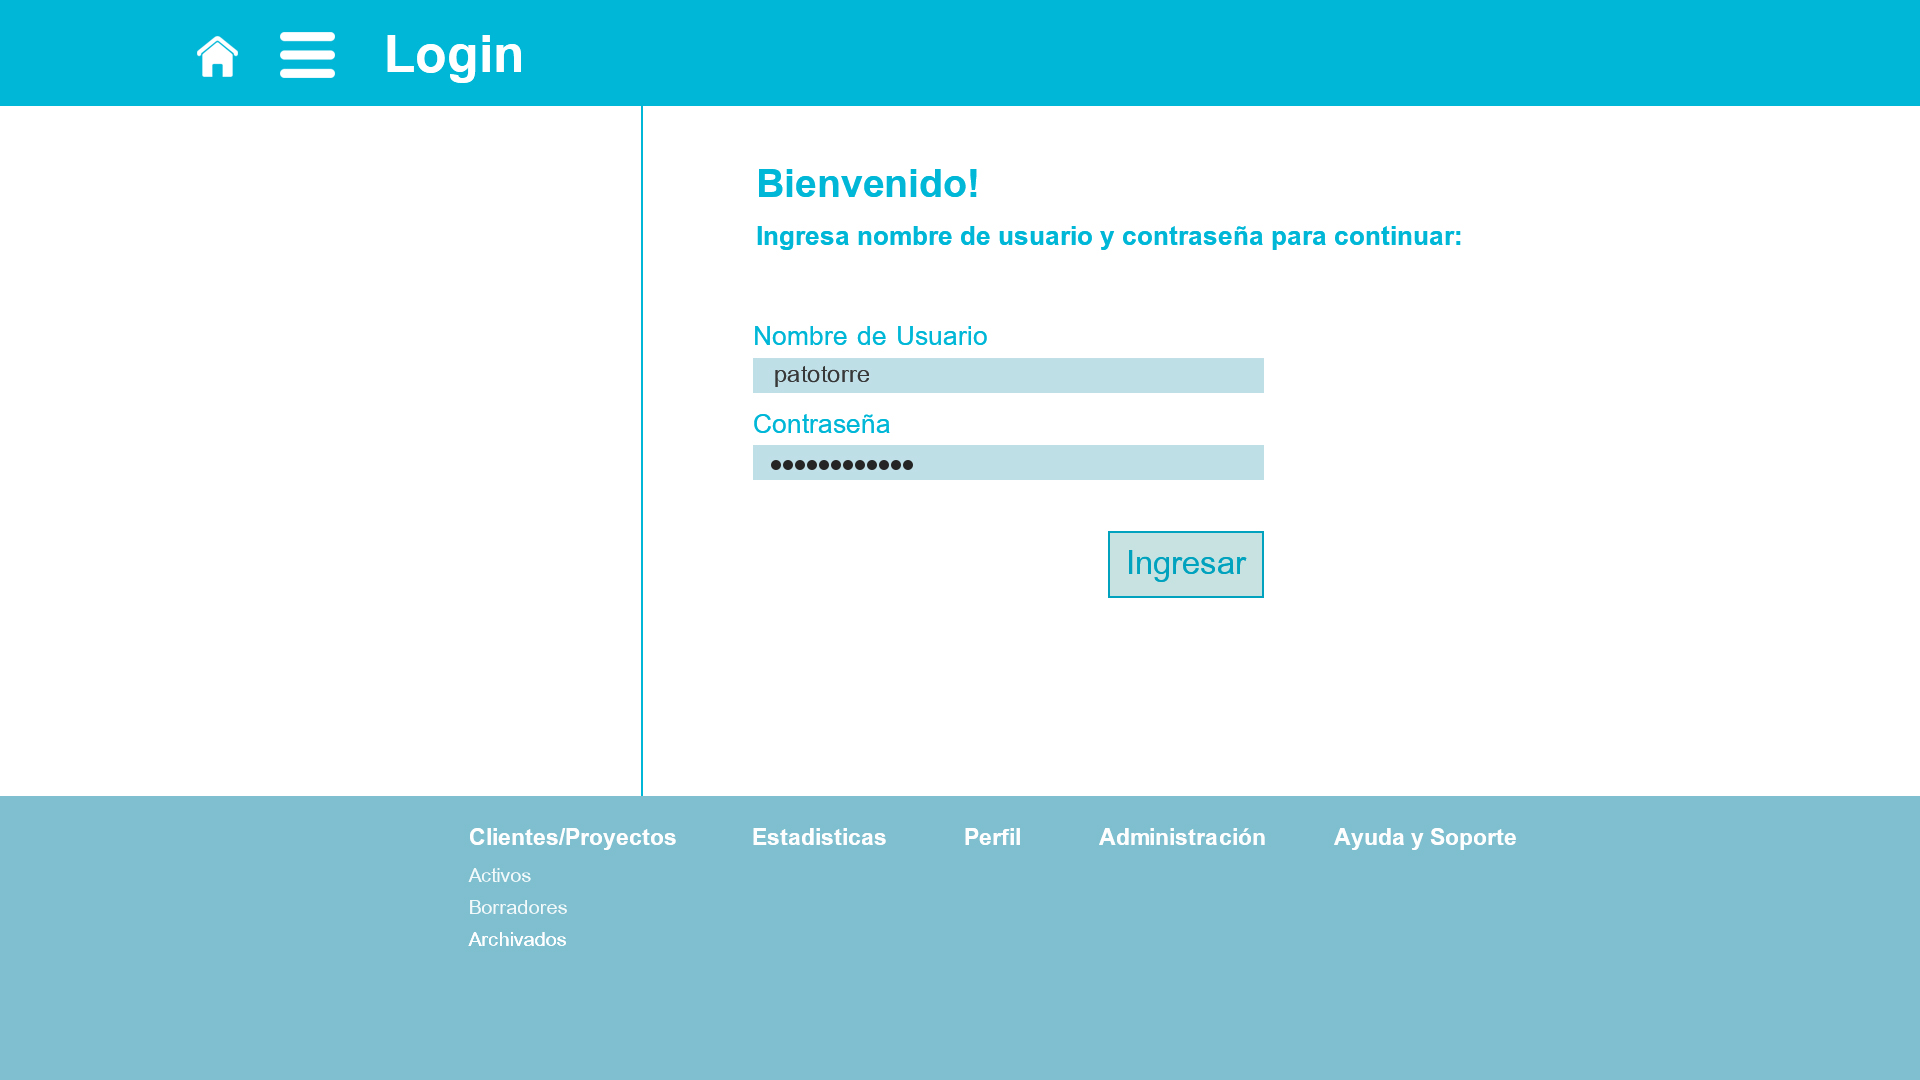 Login
Bienvenido!
Ingresa nombre de usuario y contraseña para continuar:
Nombre de Usuario
patotorre
Contraseña
••••••••••••
Ingresar
Clientes/Proyectos
Activos
Borradores
Archivados
Estadisticas
Perfil
Administración
Ayuda y Soporte